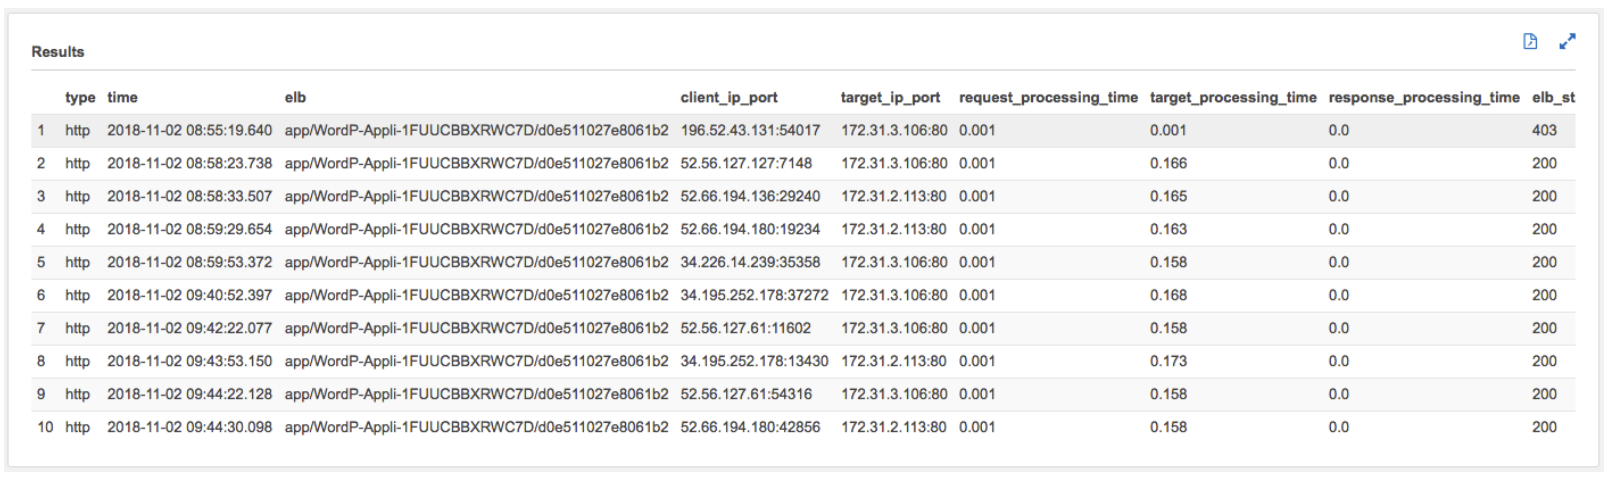 Results
type time elb client_ip_port target_ip_port request_processing_time target_processing_time response_processing_time elb_st
1 http 2018-11-02 08:55:19.640 app/WordP-Appli-1FUUCBBXRWC7D/d0e511027e8061b2 196.52.43.131:54017 172.31.3.106:80 0.001 0.001 0.0 403
2 http 2018-11-02 08:58:23.738 app/WordP-Appli-1FUUCBBXRWC7D/d0e511027e8061b2 52.56.127.127:7148 172.31.3.106:80 0.001 0.166 0.0 200
3 http 2018-11-02 08:58:33.507 app/WordP-Appli-1FUUCBBXRWC7D/d0e511027e8061b2 52.66.194.136:29240 172.31.2.113:80 0.001 0.165 0.0 200
4 http 2018-11-02 08:59:29.654 app/WordP-Appli-1FUUCBBXRWC7D/d0e511027e8061b2 52.66.194.180:19234 172.31.2.113:80 0.001 0.163 0.0 200
5 http 2018-11-02 08:59:53.372 app/WordP-Appli-1FUUCBBXRWC7D/d0e511027e8061b2 34.226.14.239:35358 172.31.3.106:80 0.001 0.158 0.0 200
6 http 2018-11-02 09:40:52.397 app/WordP-Appli-1FUUCBBXRWC7D/d0e511027e8061b2 34.195.252.178:37272 172.31.3.106:80 0.001 0.168 0.0 200
7 http 2018-11-02 09:42:22.077 app/WordP-Appli-1FUUCBBXRWC7D/d0e511027e8061b2 52.56.127.61:11602 172.31.3.106:80 0.001 0.158 0.0 200
8 http 2018-11-02 09:43:53.150 app/WordP-Appli-1FUUCBBXRWC7D/d0e511027e8061b2 34.195.252.178:13430 172.31.2.113:80 0.001 0.173 0.0 200
9 http 2018-11-02 09:44:22.128 app/WordP-Appli-1FUUCBBXRWC7D/d0e511027e8061b2 52.56.127.61:54316 172.31.3.106:80 0.001 0.158 0.0 200
10 http 2018-11-02 09:44:30.098 app/WordP-Appli-1FUUCBBXRWC7D/d0e511027e8061b2 52.66.194.180:42856 172.31.2.113:80 0.001 0.158 0.0 200